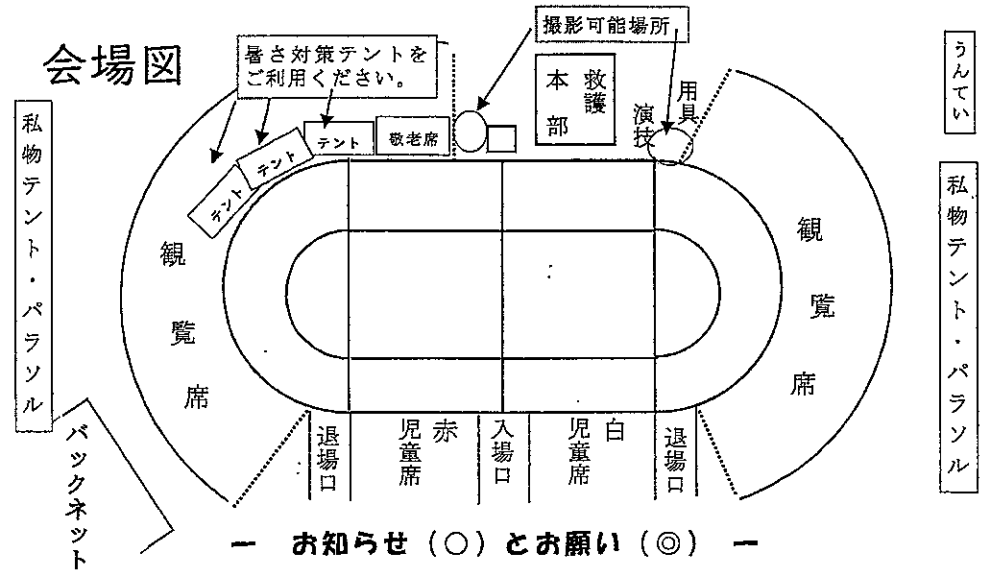 会場図
暑さ対策テントを
ご利用ください。
撮影可能場所
本部
救護
用具
演技
うんてい
私物テント・パラソル
テント
テント
テント
敬老席
観覧席
観覧席
私物テント・パラソル
バックネット
退場口
児童席
赤
入場口
児童席
白
退場口
ー お知らせ（○）とお願い（◎） ー